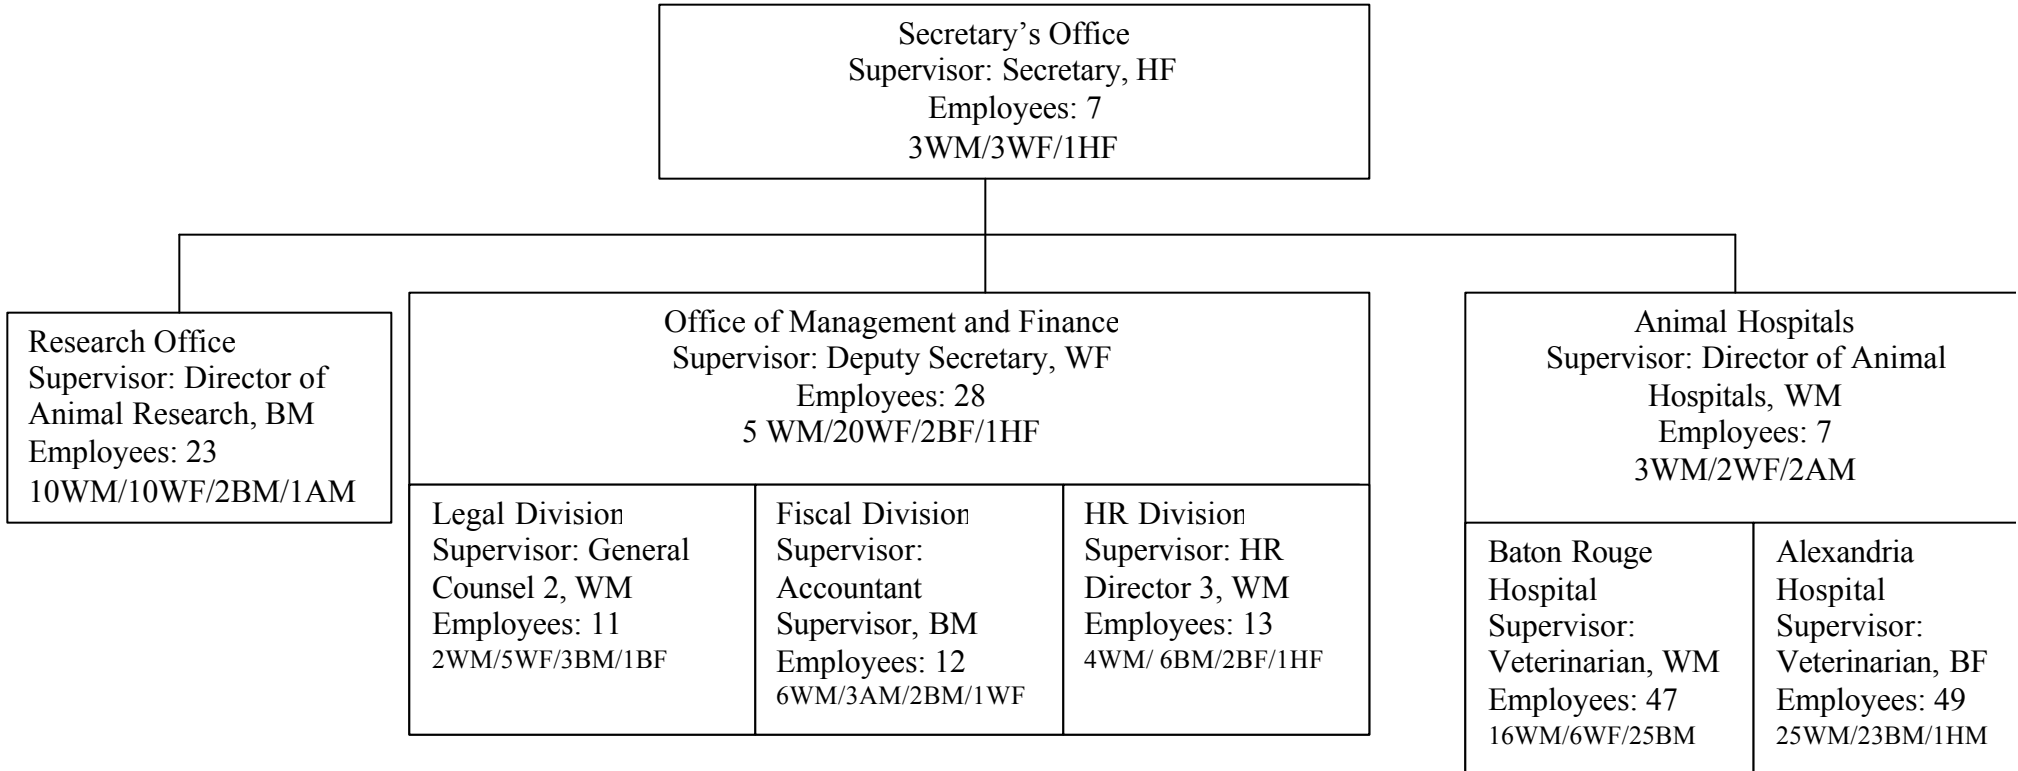 Secretary’s Office
Supervisor: Secretary, HF
Employees: 7
3WM/3WF/1HF
Research Office
Supervisor: Director of
Animal Research, BM
Employees: 23
10WM/10WF/2BM/1AM
Office of Management and Finance
Supervisor: Deputy Secretary, WF
Employees: 28
5 WM/20WF/2BF/1HF
Legal Division
Supervisor: General
Counsel 2, WM
Employees: 11
2WM/5WF/3BM/1BF
Fiscal Division
Supervisor:
Accountant
Supervisor, BM
Employees: 12
6WM/3AM/2BM/1WF
HR Division
Supervisor: HR
Director 3, WM
Employees: 13
4WM/ 6BM/2BF/1HF
Animal Hospitals
Supervisor: Director of Animal
Hospitals, WM
Employees: 7
3WM/2WF/2AM
Baton Rouge
Hospital
Supervisor:
Veterinarian, WM
Employees: 47
16WM/6WF/25BM
Alexandria
Hospital
Supervisor:
Veterinarian, BF
Employees: 49
25WM/23BM/1HM